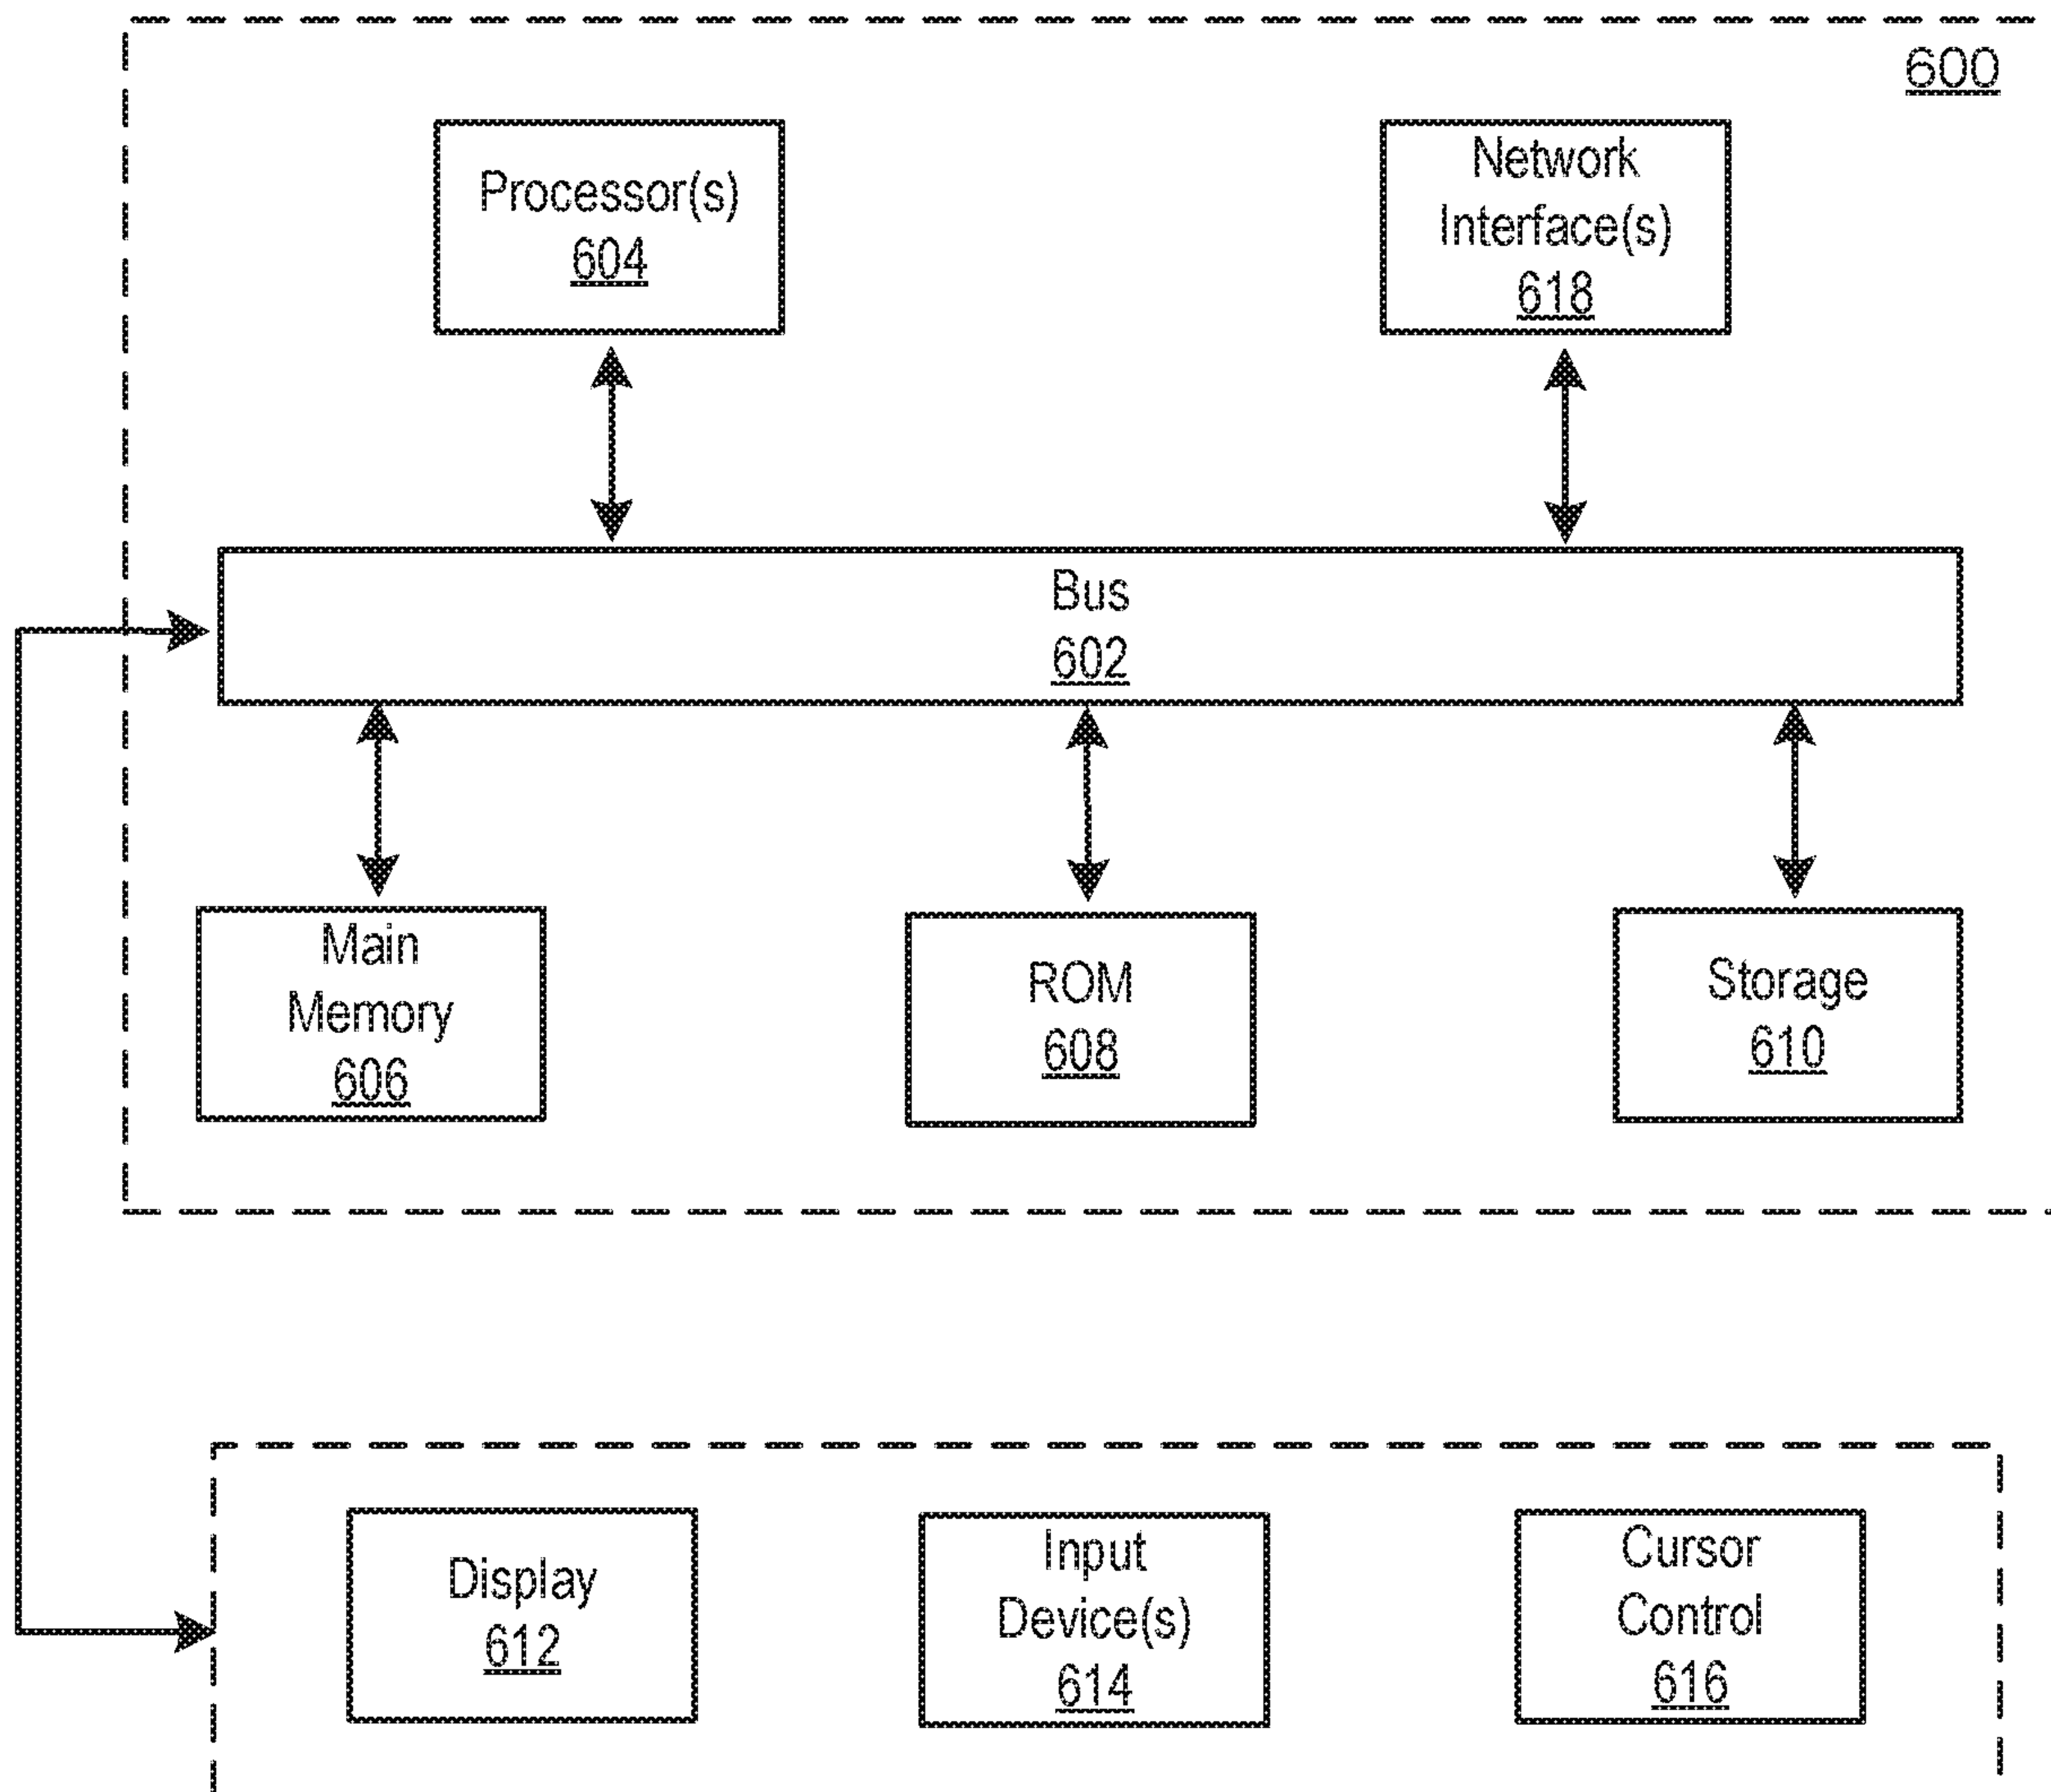 600
Processor(s)
604
Network
Interface(s)
618
Bus
602
Main
Memory
606
ROM
608
Storage
610
Display
612
Input
Device(s)
614
Cursor
Control
616